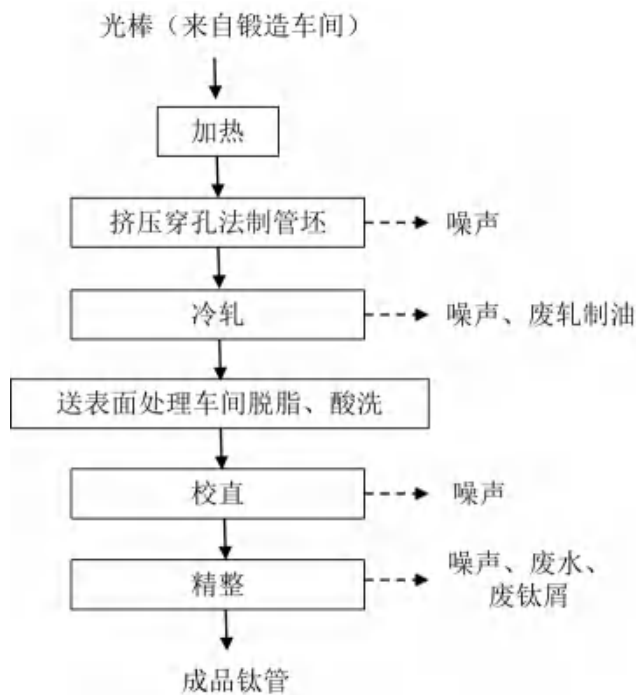 光棒（来自锻造车间）
加热
挤压穿孔法制管坯
噪声
冷轧
噪声、废轧制油
送表面处理车间脱脂、酸洗
校直
噪声
精整
噪声、废水、
废钛屑
成品钛管